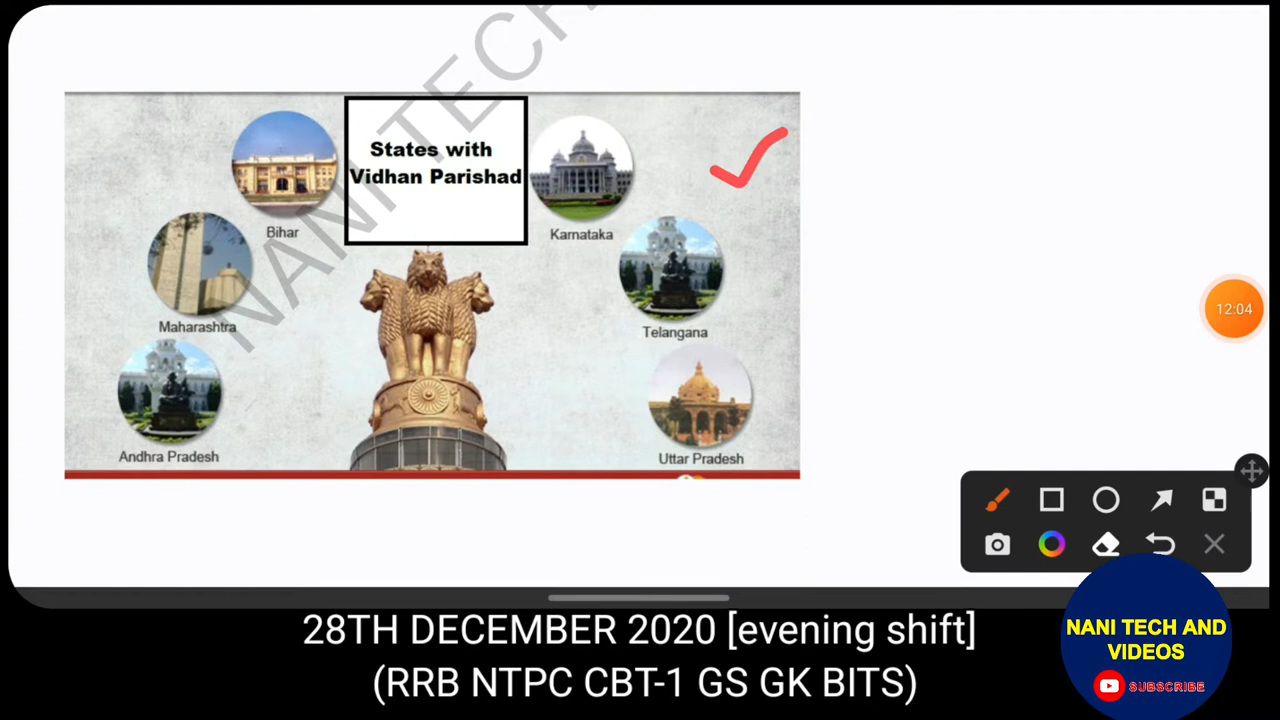 NANI TECH
States with
Vidhan Parishad
Bihar
Karnataka
Maharashtra
Telangana
Andhra Pradesh
Uttar Pradesh
12:04
28TH DECEMBER 2020 [evening shift]
(RRB NTPC CBT-1 GS GK BITS)
NANI TECH AND
VIDEOS
SUBSCRIBE